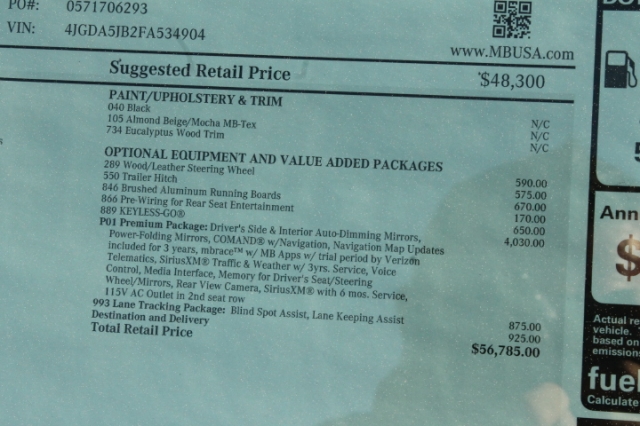 PO#: 0571706293
VIN: 4JGDA5JB2FA534904
www.MBUSA.com
Suggested Retail Price $48,300
PAINT/UPHOLSTERY & TRIM
040 Black N/C
105 Almond Beige/Mocha MB-Tex N/C
734 Eucalyptus Wood Trim N/C
OPTIONAL EQUIPMENT AND VALUE ADDED PACKAGES
289 Wood/Leather Steering Wheel 590.00
550 Trailer Hitch 575.00
846 Brushed Aluminum Running Boards 670.00
866 Pre-Wiring for Rear Seat Entertainment 170.00
889 KEYLESS-GO® 650.00
P01 Premium Package: Driver's Side & Interior Auto-Dimming Mirrors, 4,030.00
Power-Folding Mirrors, COMAND® w/Navigation, Navigation Map Updates
included for 3 years, mbrace™ w/ MB Apps w/ trial period by Verizon
Telematics, SiriusXM® Traffic & Weather w/ 3yrs. Service, Voice
Control, Media Interface, Memory for Driver's Seat/Steering
Wheel/Mirrors, Rear View Camera, SiriusXM® with 6 mos. Service,
115V AC Outlet in 2nd seat row
993 Lane Tracking Package: Blind Spot Assist, Lane Keeping Assist 875.00
Destination and Delivery 925.00
Total Retail Price $56,785.00
Ann
$
Actual re
vehicle.
based on
emissions
fuel
Calculate